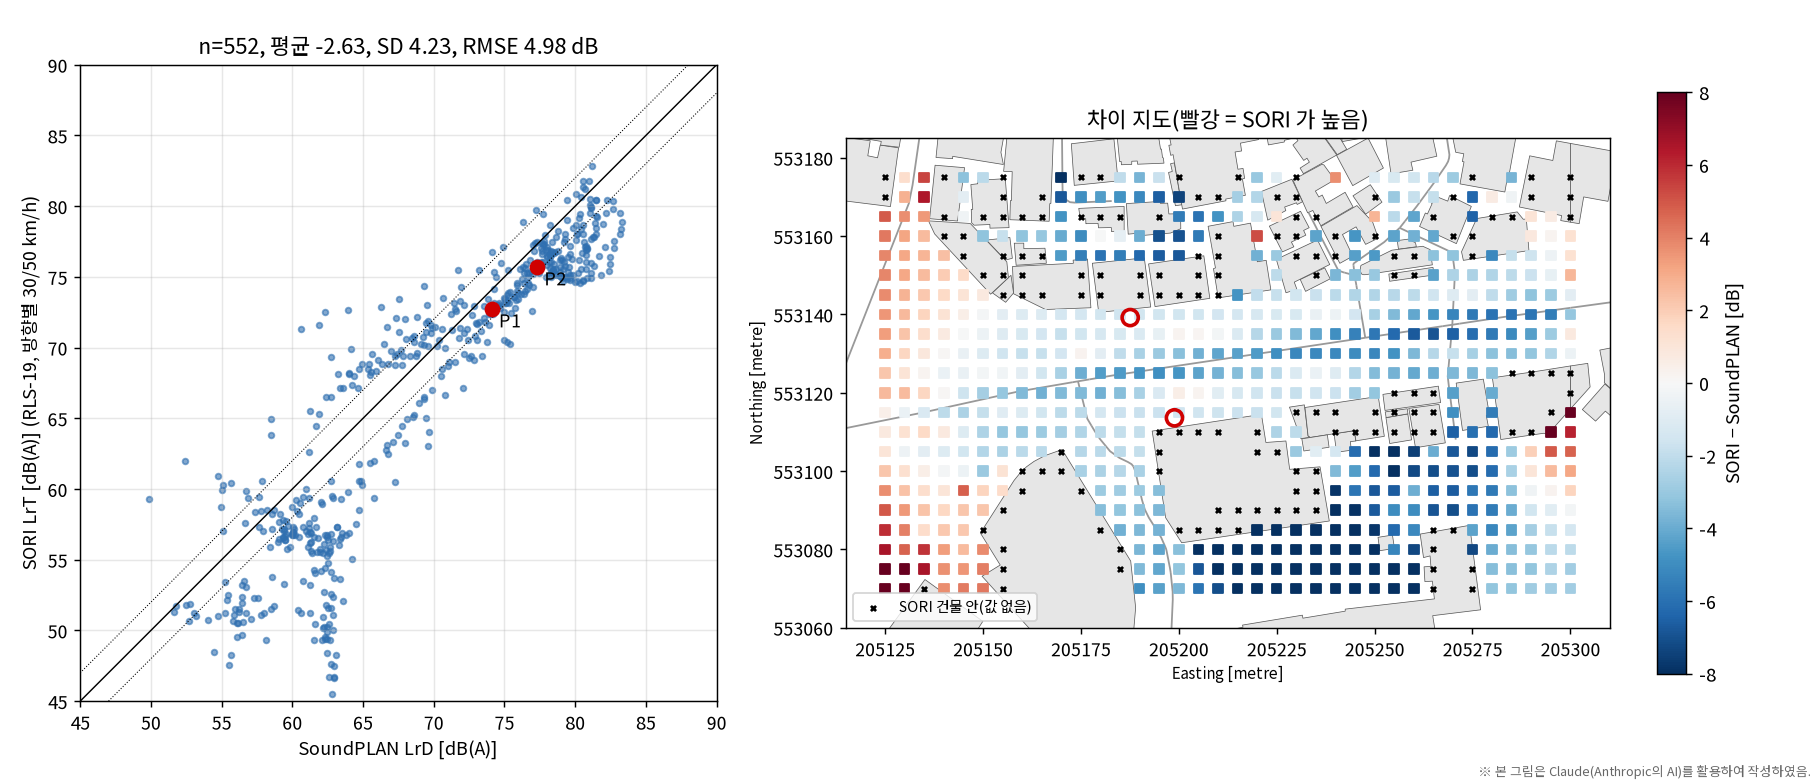 n=552, 평균 -2.63, SD 4.23, RMSE 4.98 dB
90
85
80
75
70
65
60
55
50
45
SORI LrT [dB(A)] (RLS-19, 방향별 30/50 km/h)
P2
P1
45 50 55 60 65 70 75 80 85 90
SoundPLAN LrD [dB(A)]
차이 지도(빨강 = SORI 가 높음)
553180
553160
553140
553120
553100
553080
553060
Northing [metre]
SORI 건물 안(값 없음)
205125 205150 205175 205200 205225 205250 205275 205300
Easting [metre]
8
6
4
2
0
-2
-4
-6
-8
SORI − SoundPLAN [dB]
※ 본 그림은 Claude(Anthropic의 AI)를 활용하여 작성하였음.